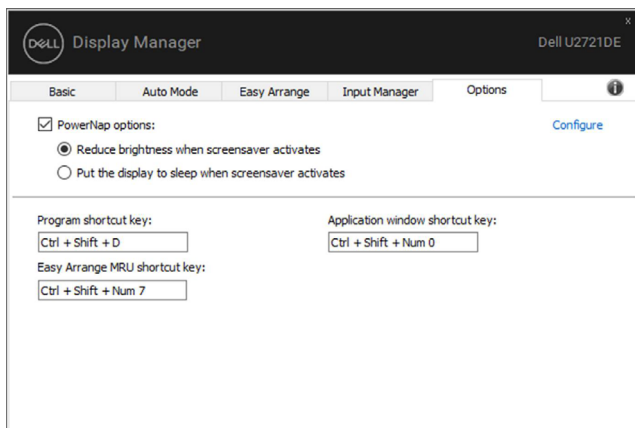 x
DELL Display Manager Dell U2721DE
Basic Auto Mode Easy Arrange Input Manager Options i
PowerNap options: Configure
Reduce brightness when screensaver activates
Put the display to sleep when screensaver activates
Program shortcut key: Application window shortcut key:
Ctrl + Shift + D Ctrl + Shift + Num 0
Easy Arrange MRU shortcut key:
Ctrl + Shift + Num 7